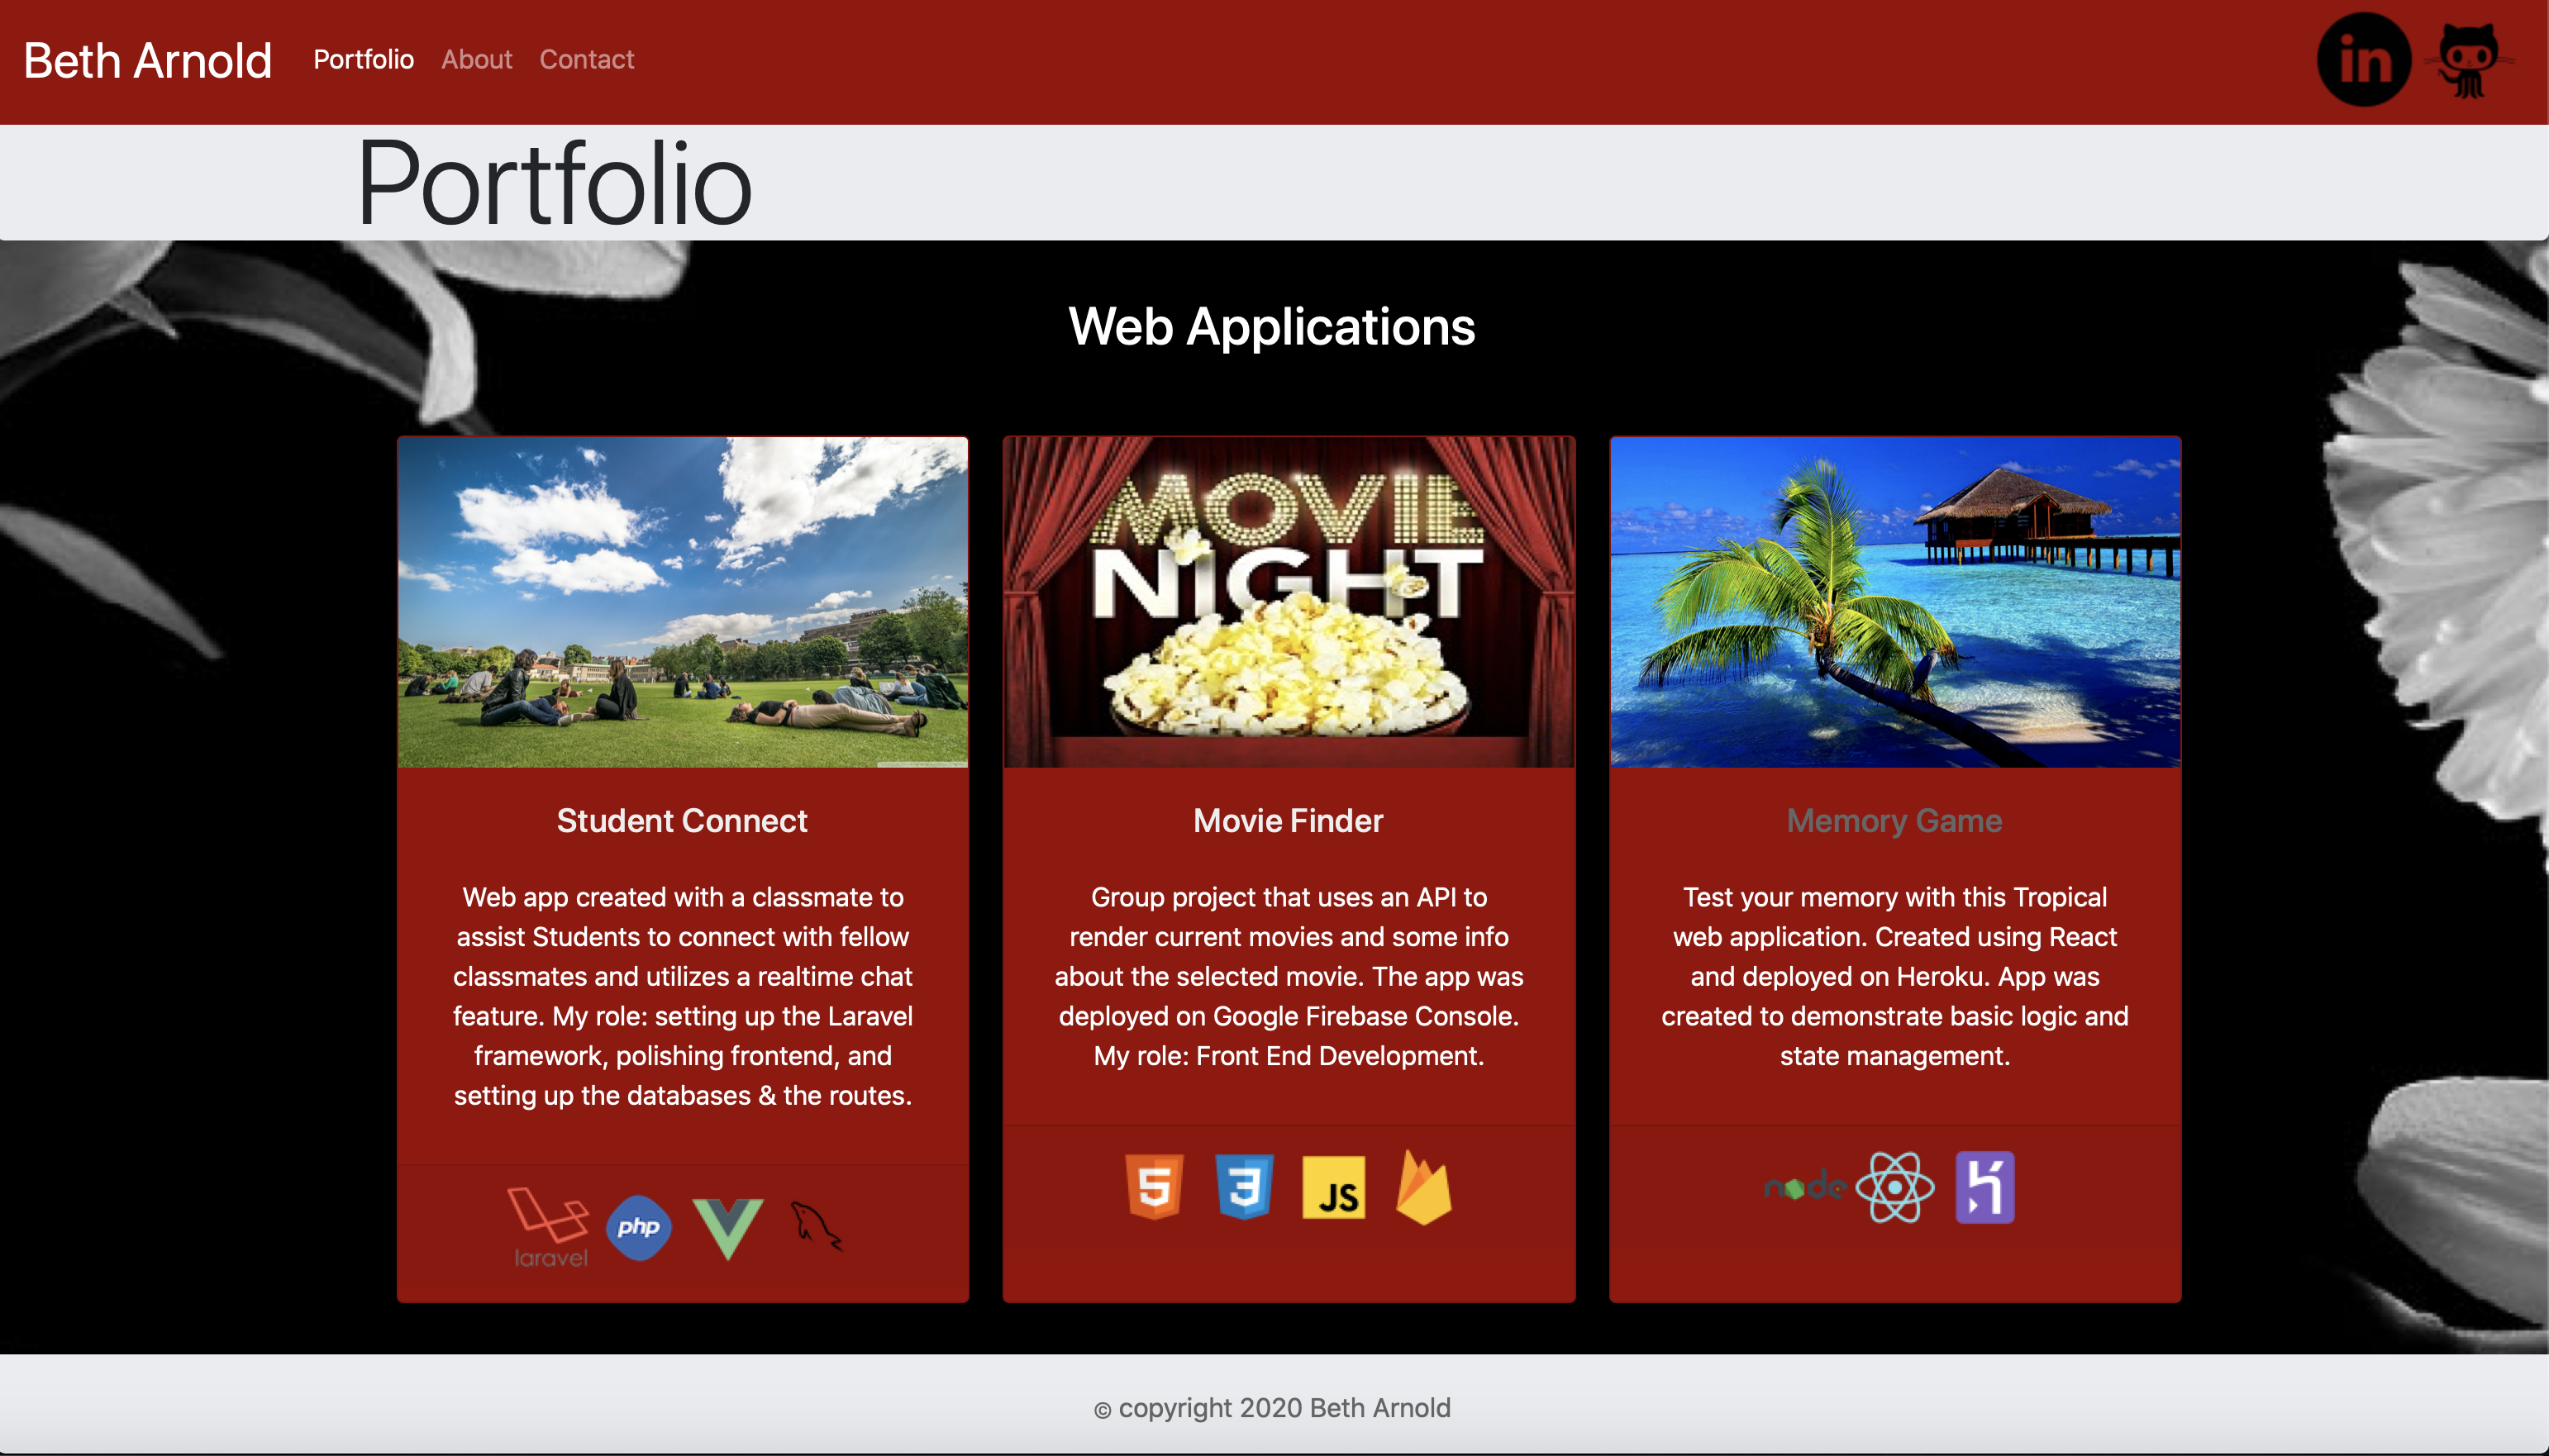 Beth Arnold Portfolio About Contact in
Portfolio
Web Applications
MOVIE
NIGHT
Student Connect
Web app created with a classmate to
assist Students to connect with fellow
classmates and utilizes a realtime chat
feature. My role: setting up the Laravel
framework, polishing frontend, and
setting up the databases & the routes.
laravel php
Movie Finder
Group project that uses an API to
render current movies and some info
about the selected movie. The app was
deployed on Google Firebase Console.
My role: Front End Development.
5 3 JS
Memory Game
Test your memory with this Tropical
web application. Created using React
and deployed on Heroku. App was
created to demonstrate basic logic and
state management.
node
© copyright 2020 Beth Arnold